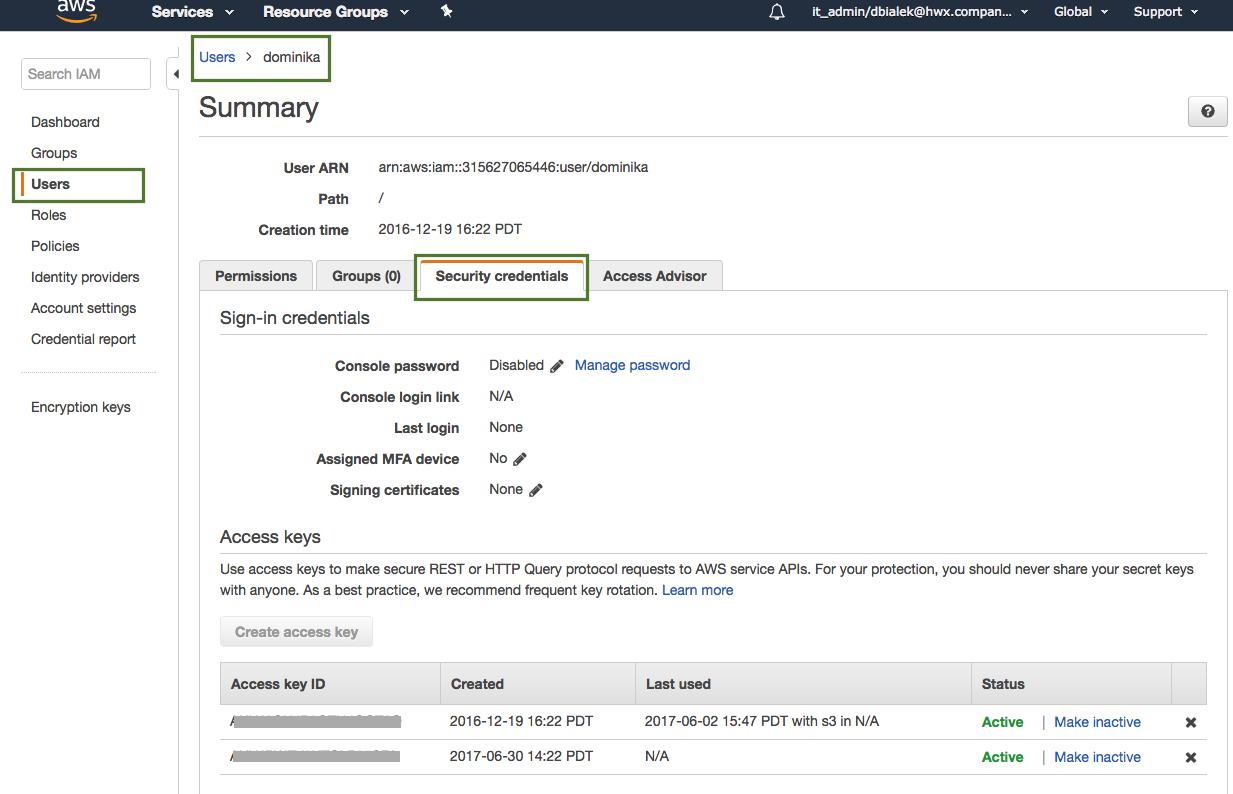 aws Services Resource Groups it_admin/dbialek@hwx.compan... Global Support
Search IAM
Dashboard
Groups
Users
Roles
Policies
Identity providers
Account settings
Credential report
Encryption keys
Users > dominika
Summary
User ARN arn:aws:iam::315627065446:user/dominika
Path /
Creation time 2016-12-19 16:22 PDT
Permissions Groups (0) Security credentials Access Advisor
Sign-in credentials
Console password Disabled Manage password
Console login link N/A
Last login None
Assigned MFA device No
Signing certificates None
Access keys
Use access keys to make secure REST or HTTP Query protocol requests to AWS service APIs. For your protection, you should never share your secret keys
with anyone. As a best practice, we recommend frequent key rotation. Learn more
Create access key
Access key ID Created Last used Status
2016-12-19 16:22 PDT 2017-06-02 15:47 PDT with s3 in N/A Active | Make inactive
2017-06-30 14:22 PDT N/A Active | Make inactive